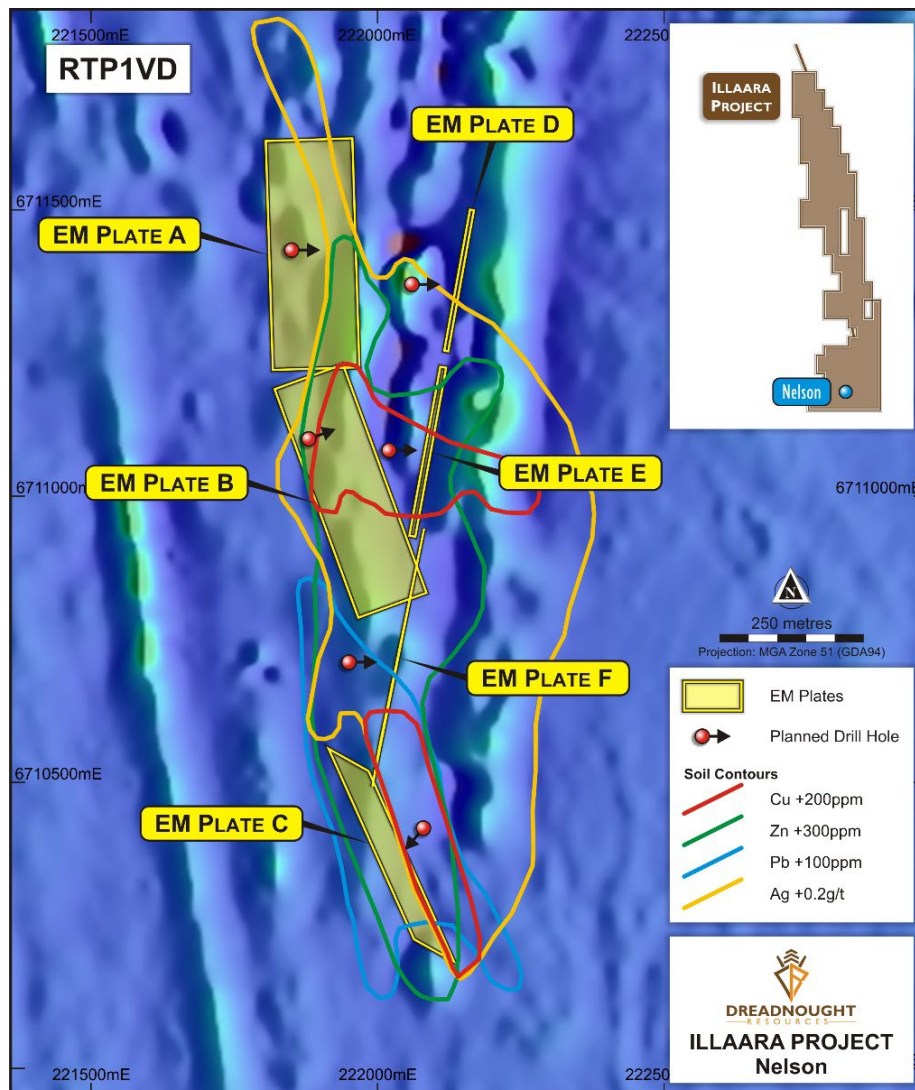 221500mE
222000mE
22250
RTP1VD
ILLAARA
PROJECT
Nelson
EM PLATE D
6711500mE
EM PLATE A
EM PLATE B
EM PLATE E
6711000m
6711000mE
250 metres
Projection: MGA Zone 51 (GDA94)
EM PLATE F
EM Plates
Planned Drill Hole
Soil Contours
Cu +200ppm
Zn +300ppm
Pb +100ppm
Ag +0.2g/t
6710500mE
EM PLATE C
N
DREADNOUGHT
RESOURCES
ILLAARA PROJECT
Nelson
221500mE
222000mE
22250